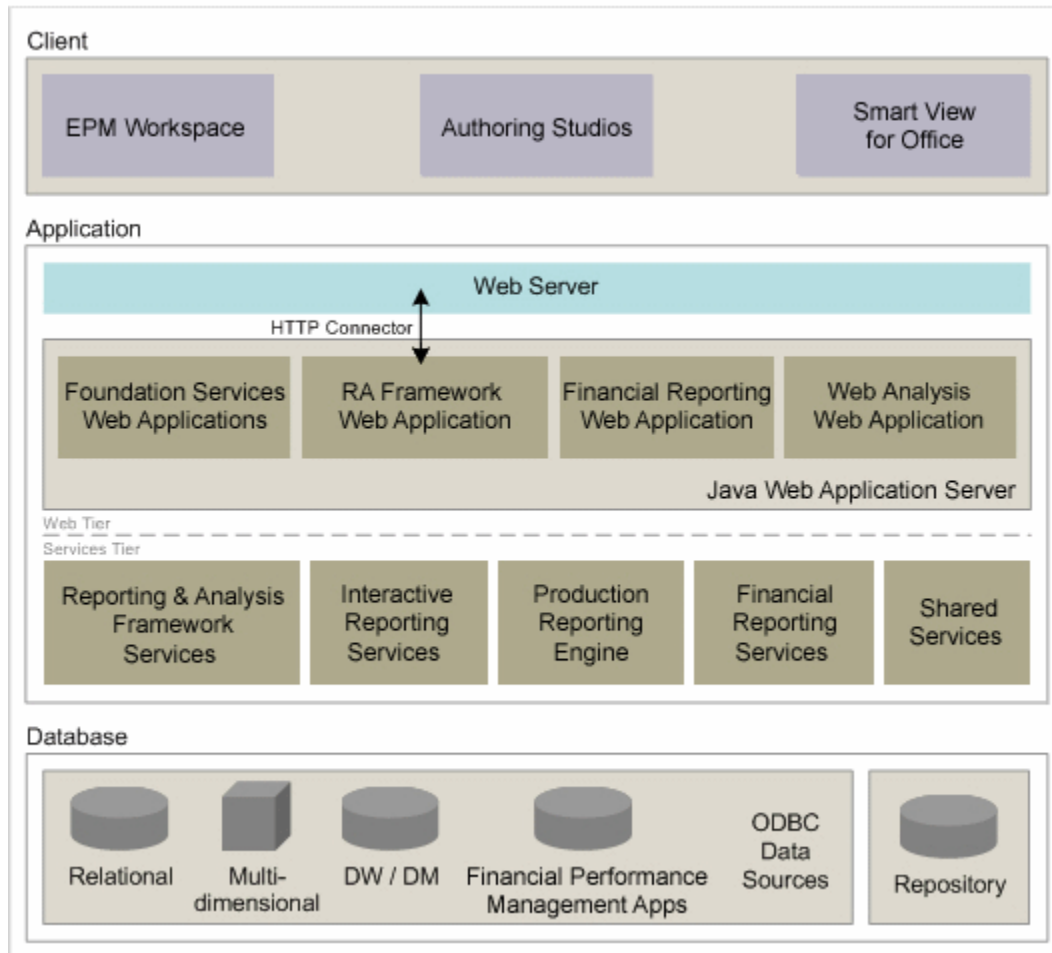 Client
EPM Workspace
Authoring Studios
Smart View
for Office
Application
Web Server
HTTP Connector
Foundation Services
Web Applications
RA Framework
Web Application
Financial Reporting
Web Application
Web Analysis
Web Application
Java Web Application Server
Web Tier
Services Tier
Reporting & Analysis
Framework
Services
Interactive
Reporting
Services
Production
Reporting
Engine
Financial
Reporting
Services
Shared
Services
Database
Relational
Multi-
dimensional
DW / DM
Financial Performance
Management Apps
ODBC
Data
Sources
Repository